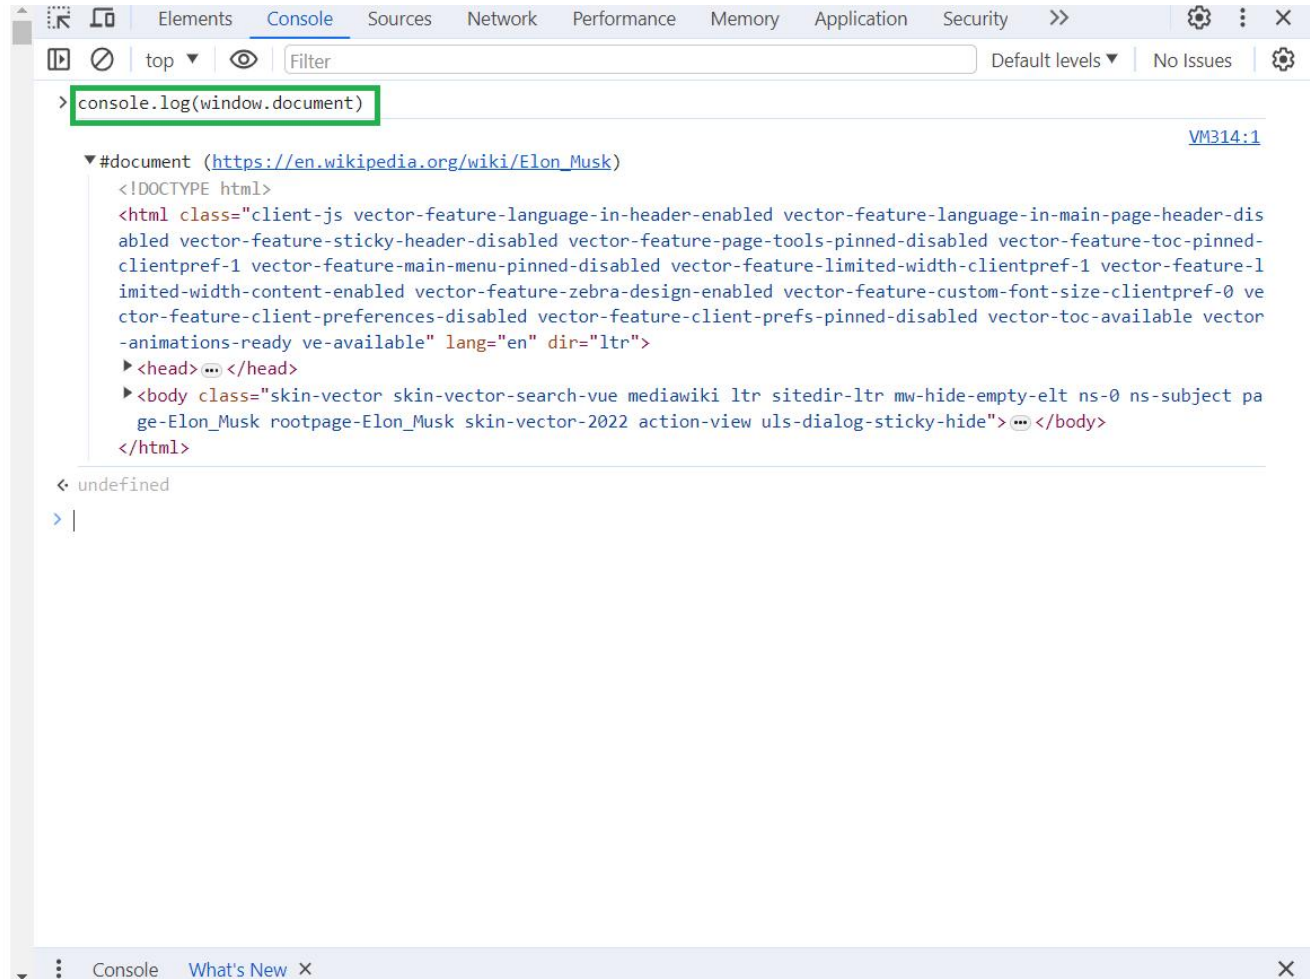 Elements Console Sources Network Performance Memory Application Security >>
top ▼ Filter Default levels ▼ No Issues
> console.log(window.document)
VM314:1
▼#document (https://en.wikipedia.org/wiki/Elon_Musk)
<!DOCTYPE html>
<html class="client-js vector-feature-language-in-header-enabled vector-feature-language-in-main-page-header-dis
abled vector-feature-sticky-header-disabled vector-feature-page-tools-pinned-disabled vector-feature-toc-pinned-
clientpref-1 vector-feature-main-menu-pinned-disabled vector-feature-limited-width-clientpref-1 vector-feature-l
imited-width-content-enabled vector-feature-zebra-design-enabled vector-feature-custom-font-size-clientpref-0 ve
ctor-feature-client-preferences-disabled vector-feature-client-prefs-pinned-disabled vector-toc-available vector
-animations-ready ve-available" lang="en" dir="ltr">
▶<head>…</head>
▶<body class="skin-vector skin-vector-search-vue mediawiki ltr sitedir-ltr mw-hide-empty-elt ns-0 ns-subject pa
ge-Elon_Musk rootpage-Elon_Musk skin-vector-2022 action-view uls-dialog-sticky-hide">…</body>
</html>
undefined
>
Console What's New ×